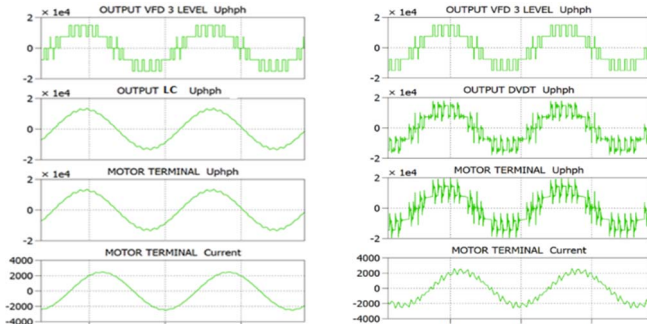 OUTPUT VFD 3 LEVEL Uphph
× 1e4
2
0
-2
OUTPUT LC Uphph
× 1e4
2
0
-2
MOTOR TERMINAL Uphph
× 1e4
2
0
-2
MOTOR TERMINAL Current
4000
2000
0
-2000
-4000
OUTPUT VFD 3 LEVEL Uphph
× 1e4
2
0
-2
OUTPUT DVDT Uphph
× 1e4
2
0
-2
MOTOR TERMINAL Uphph
× 1e4
2
0
-2
MOTOR TERMINAL Current
4000
2000
0
-2000
-4000